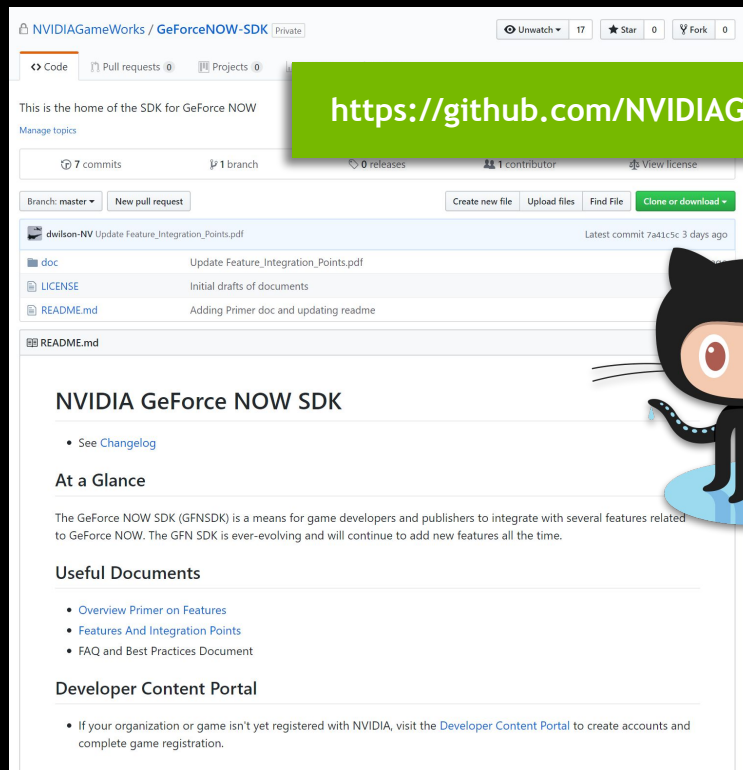 NVIDIAGameWorks / GeForceNOW-SDK Private
Unwatch 17 Star 0 Fork 0
Code Pull requests 0 Projects 0
https://github.com/NVIDIAG
This is the home of the SDK for GeForce NOW
Manage topics
7 commits 1 branch 0 releases 1 contributor View license
Branch: master New pull request Create new file Upload files Find File Clone or download
dwilson-NV Update Feature_Integration_Points.pdf Latest commit 7a41c5c 3 days ago
doc Update Feature_Integration_Points.pdf
LICENSE Initial drafts of documents
README.md Adding Primer doc and updating readme
README.md
NVIDIA GeForce NOW SDK
• See Changelog
At a Glance
The GeForce NOW SDK (GFNSDK) is a means for game developers and publishers to integrate with several features related
to GeForce NOW. The GFN SDK is ever-evolving and will continue to add new features all the time.
Useful Documents
• Overview Primer on Features
• Features And Integration Points
• FAQ and Best Practices Document
Developer Content Portal
• If your organization or game isn't yet registered with NVIDIA, visit the Developer Content Portal to create accounts and
complete game registration.